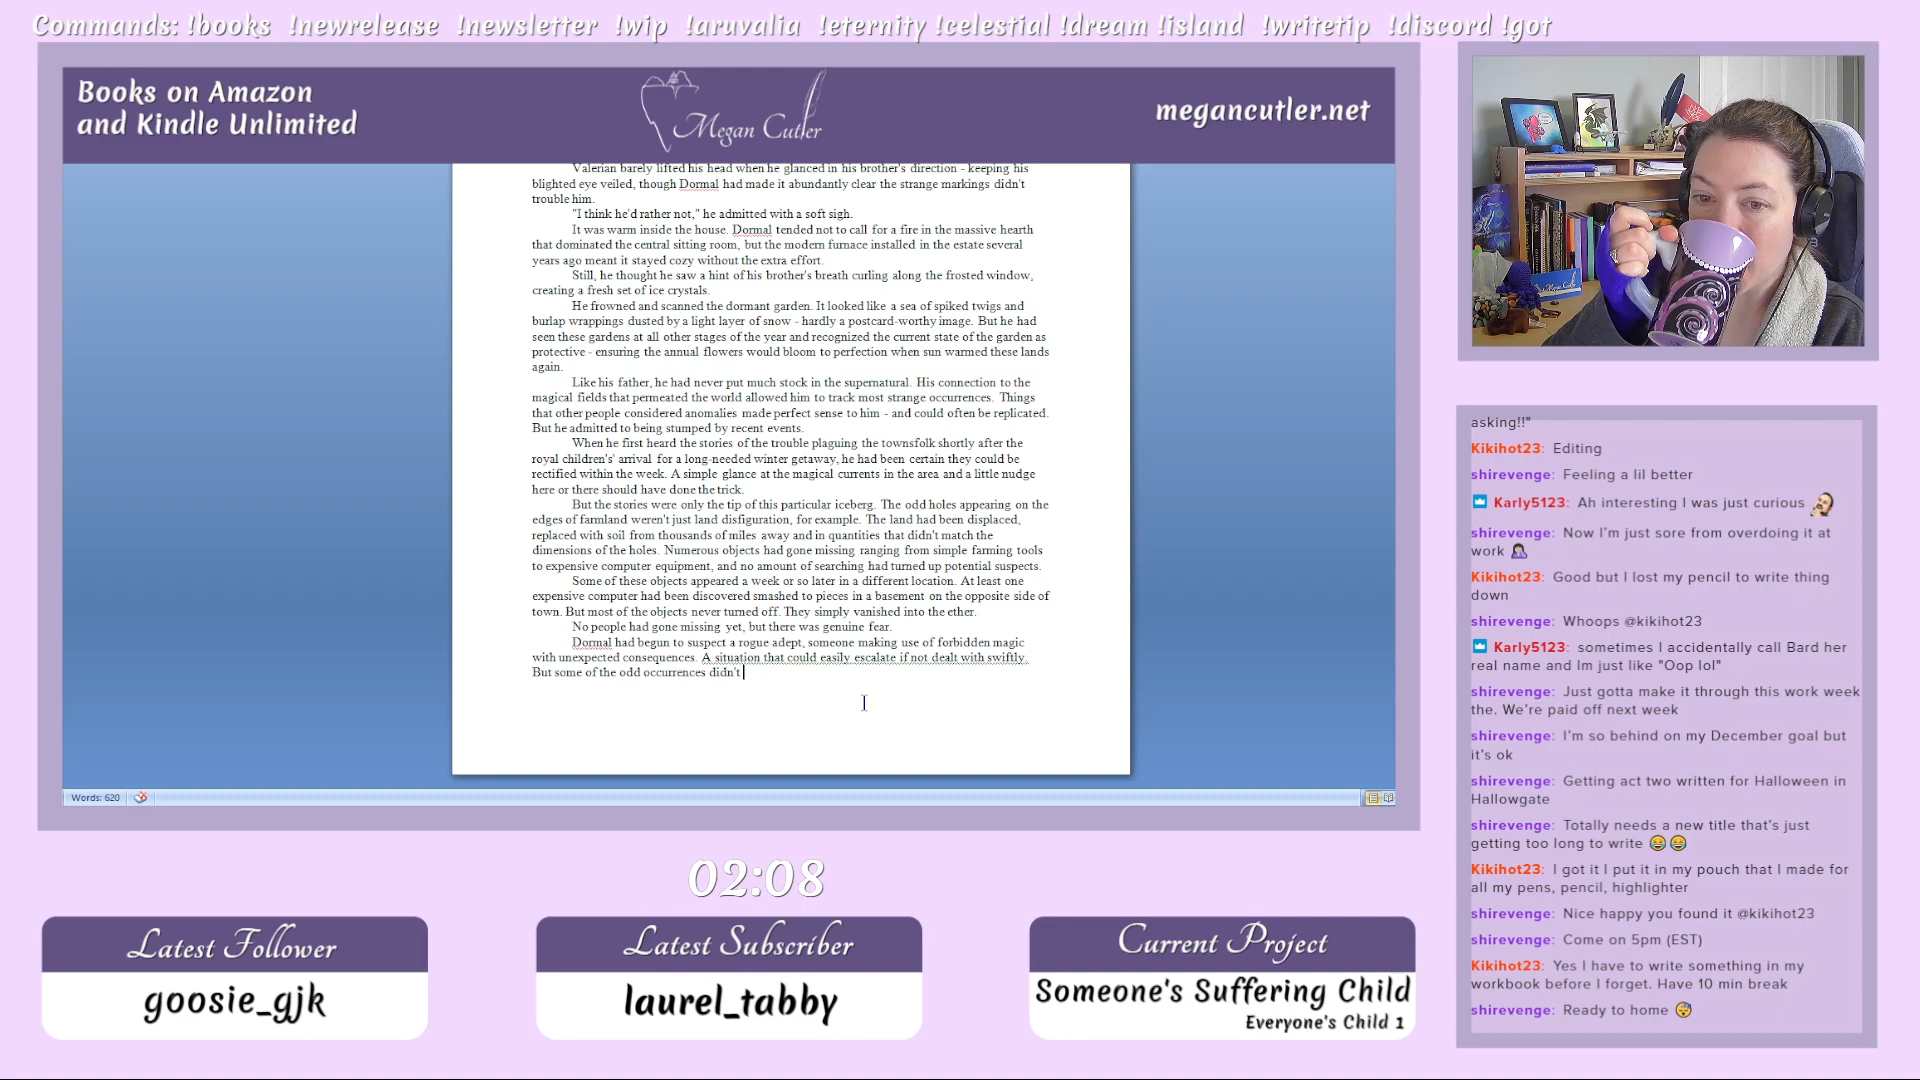 Commands: !books !newrelease !newsletter !wip !aruvalia !eternity !celestial !dream !island !writetip !discord !got
Books on Amazon
and Kindle Unlimited
Megan Cutler
megancutler.net
Valerian barely lifted his head when he glanced in his brother's direction - keeping his
blighted eye veiled, though Dormal had made it abundantly clear the strange markings didn't
trouble him.
"I think he'd rather not," he admitted with a soft sigh.
It was warm inside the house. Dormal tended not to call for a fire in the massive hearth
that dominated the central sitting room, but the modern furnace installed in the estate several
years ago meant it stayed cozy without the extra effort.
Still, he thought he saw a hint of his brother's breath curling along the frosted window,
creating a fresh set of ice crystals.
He frowned and scanned the dormant garden. It looked like a sea of spiked twigs and
burlap wrappings dusted by a light layer of snow - hardly a postcard-worthy image. But he had
seen these gardens at all other stages of the year and recognized the current state of the garden as
protective - ensuring the annual flowers would bloom to perfection when sun warmed these lands
again.
Like his father, he had never put much stock in the supernatural. His connection to the
magical fields that permeated the world allowed him to track most strange occurrences. Things
that other people considered anomalies made perfect sense to him - and could often be replicated.
But he admitted to being stumped by recent events.
When he first heard the stories of the trouble plaguing the townsfolk shortly after the
royal children's' arrival for a long-needed winter getaway, he had been certain they could be
rectified within the week. A simple glance at the magical currents in the area and a little nudge
here or there should have done the trick.
But the stories were only the tip of this particular iceberg. The odd holes appearing on the
edges of farmland weren't just land disfiguration, for example. The land had been displaced,
replaced with soil from thousands of miles away and in quantities that didn't match the
dimensions of the holes. Numerous objects had gone missing ranging from simple farming tools
to expensive computer equipment, and no amount of searching had turned up potential suspects.
Some of these objects appeared a week or so later in a different location. At least one
expensive computer had been discovered smashed to pieces in a basement on the opposite side of
town. But most of the objects never turned off. They simply vanished into the ether.
No people had gone missing yet, but there was genuine fear.
Dormal had begun to suspect a rogue adept, someone making use of forbidden magic
with unexpected consequences. A situation that could easily escalate if not dealt with swiftly.
But some of the odd occurrences didn't
Words: 620
asking!!"
Kikihot23: Editing
shirevenge: Feeling a lil better
Karly5123: Ah interesting I was just curious
shirevenge: Now I'm just sore from overdoing it at
work
Kikihot23: Good but I lost my pencil to write thing
down
shirevenge: Whoops @kikihot23
Karly5123: sometimes I accidentally call Bard her
real name and Im just like "Oop lol"
shirevenge: Just gotta make it through this work week
the. We're paid off next week
shirevenge: I'm so behind on my December goal but
it's ok
shirevenge: Getting act two written for Halloween in
Hallowgate
shirevenge: Totally needs a new title that's just
getting too long to write 😂😂
Kikihot23: I got it I put it in my pouch that I made for
all my pens, pencil, highlighter
shirevenge: Nice happy you found it @kikihot23
shirevenge: Come on 5pm (EST)
Kikihot23: Yes I have to write something in my
workbook before I forget. Have 10 min break
shirevenge: Ready to home 😴
02:08
Latest Follower
goosie_gjk
Latest Subscriber
laurel_tabby
Current Project
Someone's Suffering Child
Everyone's Child 1